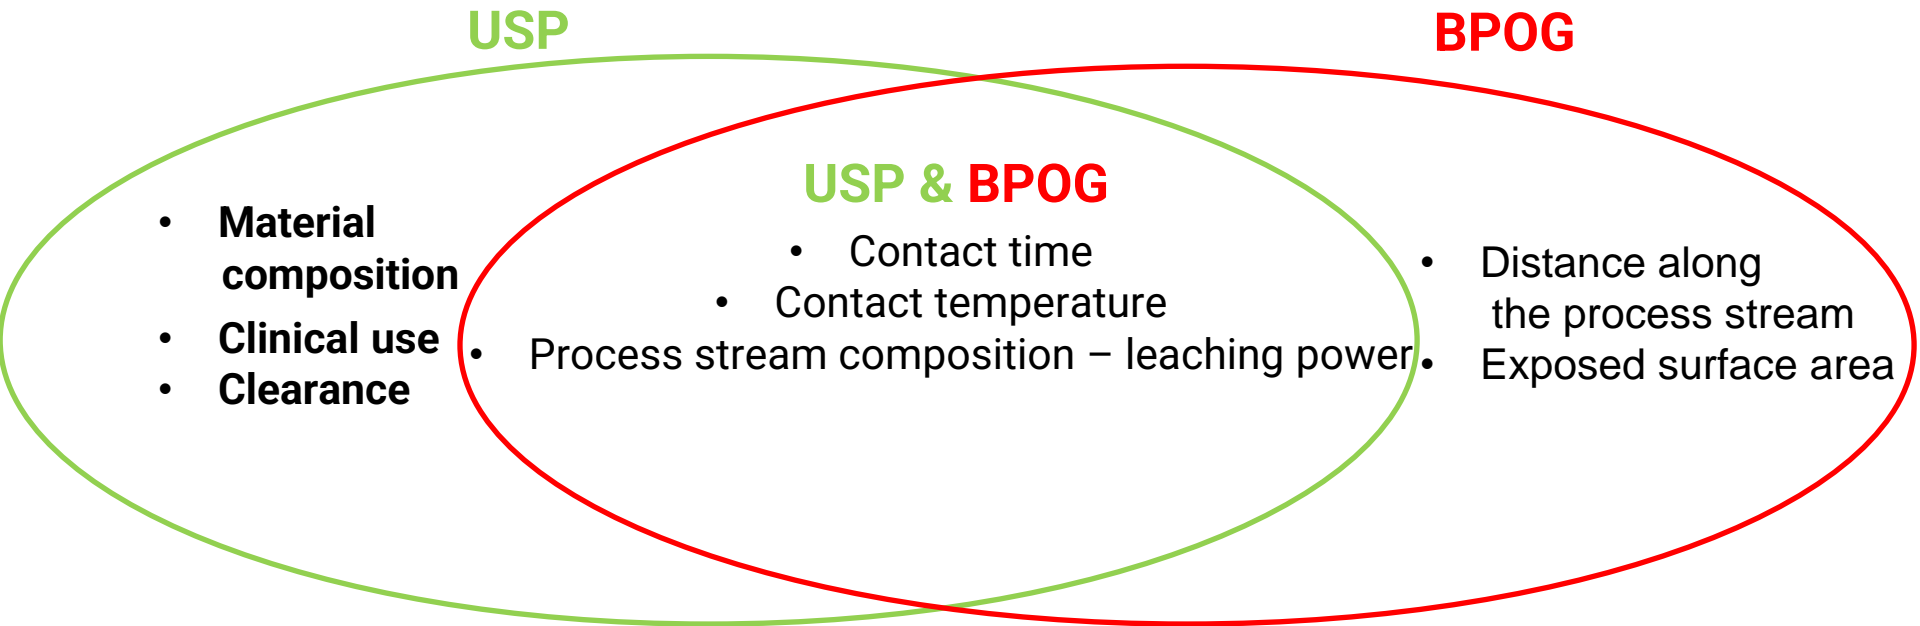 USP
BPOG
• Material
composition
• Clinical use
• Clearance
USP & BPOG
• Contact time
• Contact temperature
• Process stream composition – leaching power
• Distance along
the process stream
• Exposed surface area